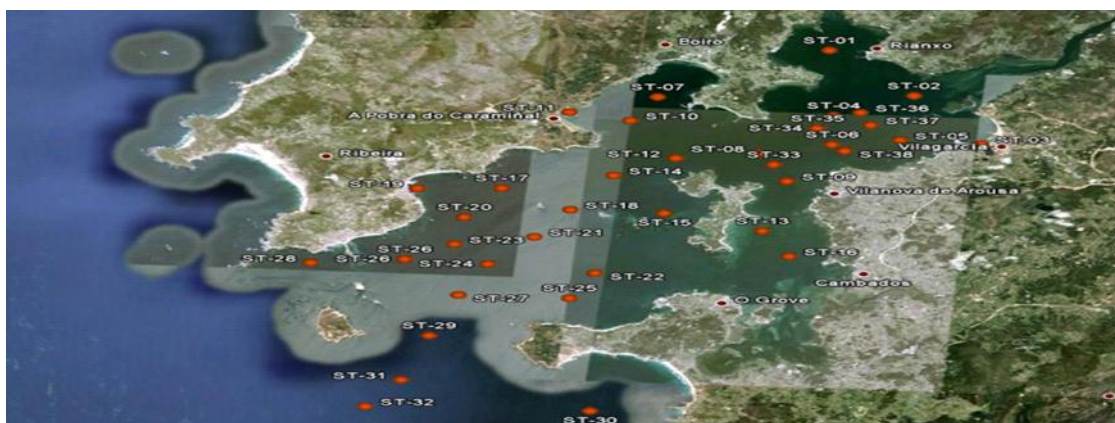 ST-01
Boiro
Rianxo
ST-07
ST-02
ST-11
ST-04
ST-36
A Pobra do Caramiñal
ST-10
ST-35
ST-37
ST-34
ST-06
ST-05
Vilagarcía
ST-03
Ribeira
ST-12
ST-08
ST-38
ST-33
ST-14
ST-09
ST-19
ST-17
Vilanova de Arousa
ST-20
ST-18
ST-15
ST-13
ST-26
ST-23
ST-21
ST-28
ST-26
ST-24
ST-16
ST-22
Cambados
ST-27
ST-25
O Grove
ST-29
ST-31
ST-32
ST-30